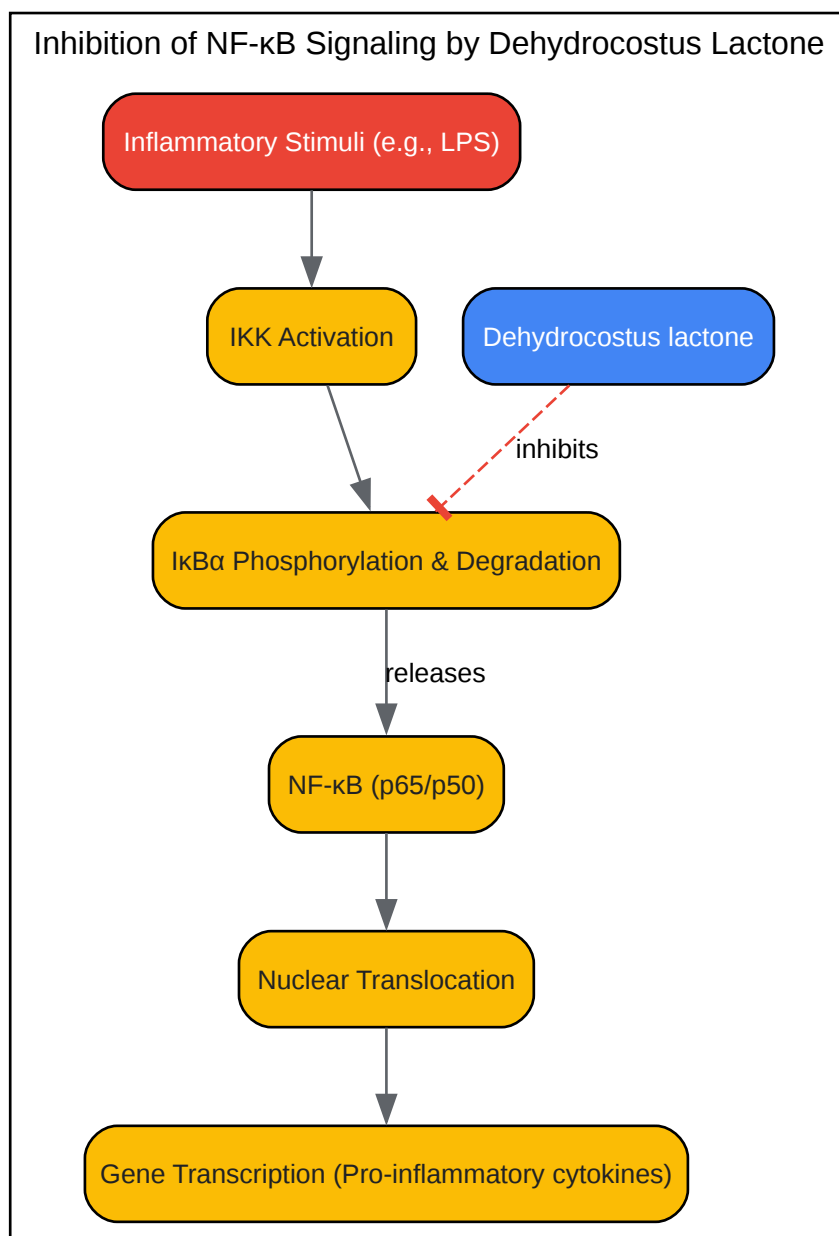 Inhibition of NF-κB Signaling by Dehydrocostus Lactone
Inflammatory Stimuli (e.g., LPS)
IKK Activation
Dehydrocostus lactone
inhibits
IκBα Phosphorylation & Degradation
releases
NF-κB (p65/p50)
Nuclear Translocation
Gene Transcription (Pro-inflammatory cytokines)